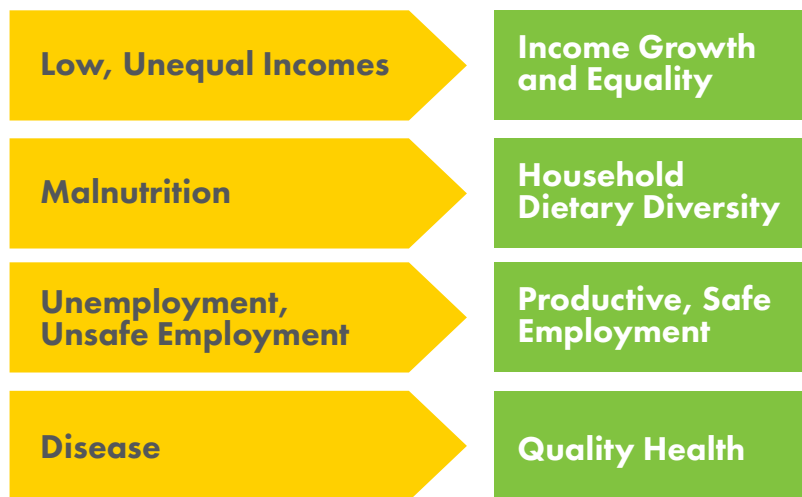 Low, Unequal Incomes
Income Growth
and Equality
Malnutrition
Household
Dietary Diversity
Unemployment,
Unsafe Employment
Productive, Safe
Employment
Disease
Quality Health